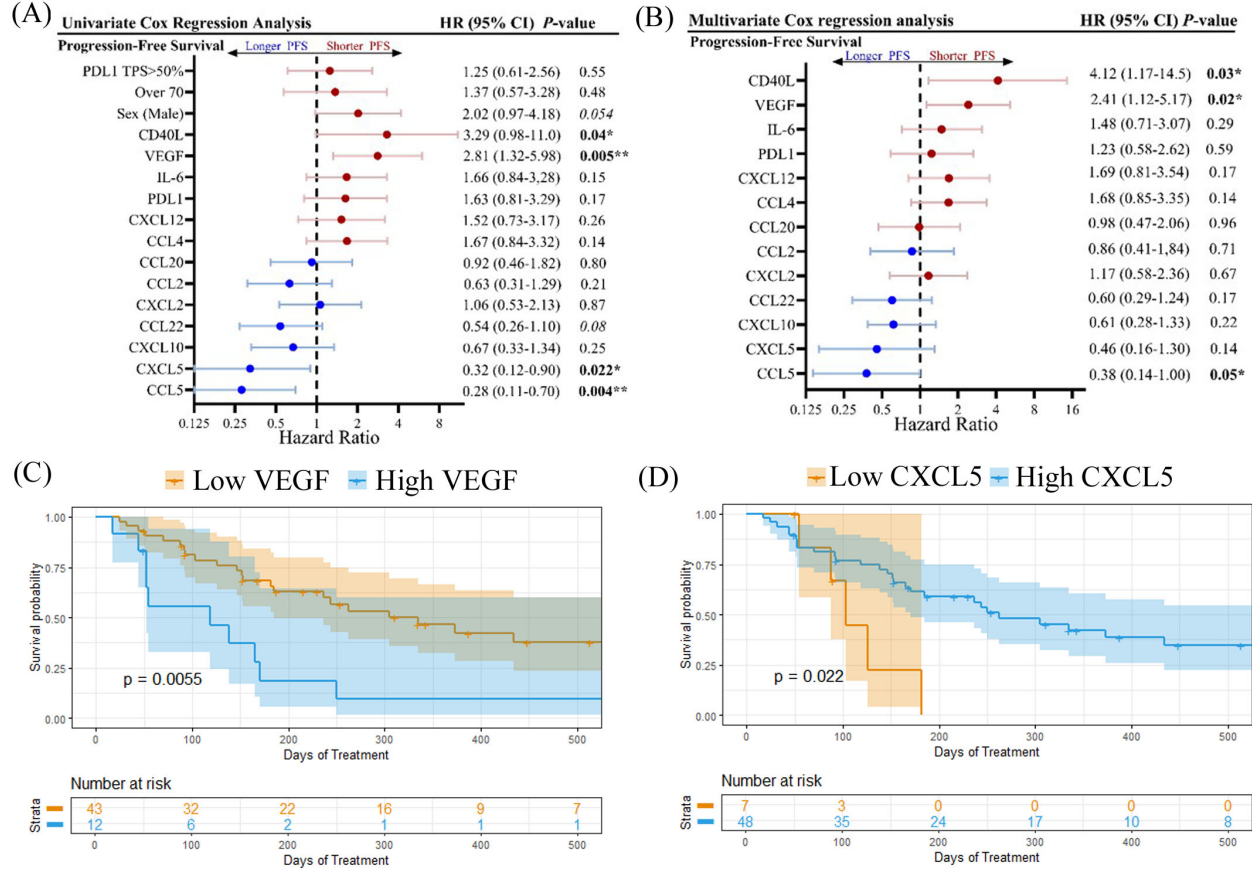 (A)
Univariate Cox Regression Analysis HR (95% CI) P-value
Progression-Free Survival Longer PFS Shorter PFS
PDL1 TPS>50% 1.25 (0.61-2.56) 0.55
Over 70 1.37 (0.57-3.28) 0.48
Sex (Male) 2.02 (0.97-4.18) 0.054
CD40L 3.29 (0.98-11.0) 0.04*
VEGF 2.81 (1.32-5.98) 0.005**
IL-6 1.66 (0.84-3.28) 0.15
PDL1 1.63 (0.81-3.29) 0.17
CXCL12 1.52 (0.73-3.17) 0.26
CCL4 1.67 (0.84-3.32) 0.14
CCL20 0.92 (0.46-1.82) 0.80
CCL2 0.63 (0.31-1.29) 0.21
CXCL2 1.06 (0.53-2.13) 0.87
CCL22 0.54 (0.26-1.10) 0.08
CXCL10 0.67 (0.33-1.34) 0.25
CXCL5 0.32 (0.12-0.90) 0.022*
CCL5 0.28 (0.11-0.70) 0.004**
0.125 0.25 0.5 1 2 4 8
Hazard Ratio
(B)
Multivariate Cox regression analysis HR (95% CI) P-value
Progression-Free Survival Longer PFS Shorter PFS
CD40L 4.12 (1.17-14.5) 0.03*
VEGF 2.41 (1.12-5.17) 0.02*
IL-6 1.48 (0.71-3.07) 0.29
PDL1 1.23 (0.58-2.62) 0.59
CXCL12 1.69 (0.81-3.54) 0.17
CCL4 1.68 (0.85-3.35) 0.14
CCL20 0.98 (0.47-2.06) 0.96
CCL2 0.86 (0.41-1,84) 0.71
CXCL2 1.17 (0.58-2.36) 0.67
CCL22 0.60 (0.29-1.24) 0.17
CXCL10 0.61 (0.28-1.33) 0.22
CXCL5 0.46 (0.16-1.30) 0.14
CCL5 0.38 (0.14-1.00) 0.05*
0.125 0.25 0.5 1 2 4 8 16
Hazard Ratio
(C)
Low VEGF High VEGF
Survival probability
1.00
0.75
0.50
0.25
0.00
p = 0.0055
0 100 200 300 400 500
Days of Treatment
Number at risk
Strata
43 32 22 16 9 7
12 6 2 1 1 1
0 100 200 300 400 500
Days of Treatment
(D)
Low CXCL5 High CXCL5
Survival probability
1.00
0.75
0.50
0.25
0.00
p = 0.022
0 100 200 300 400 500
Days of Treatment
Number at risk
Strata
7 3 0 0 0 0
48 35 24 17 10 8
0 100 200 300 400 500
Days of Treatment